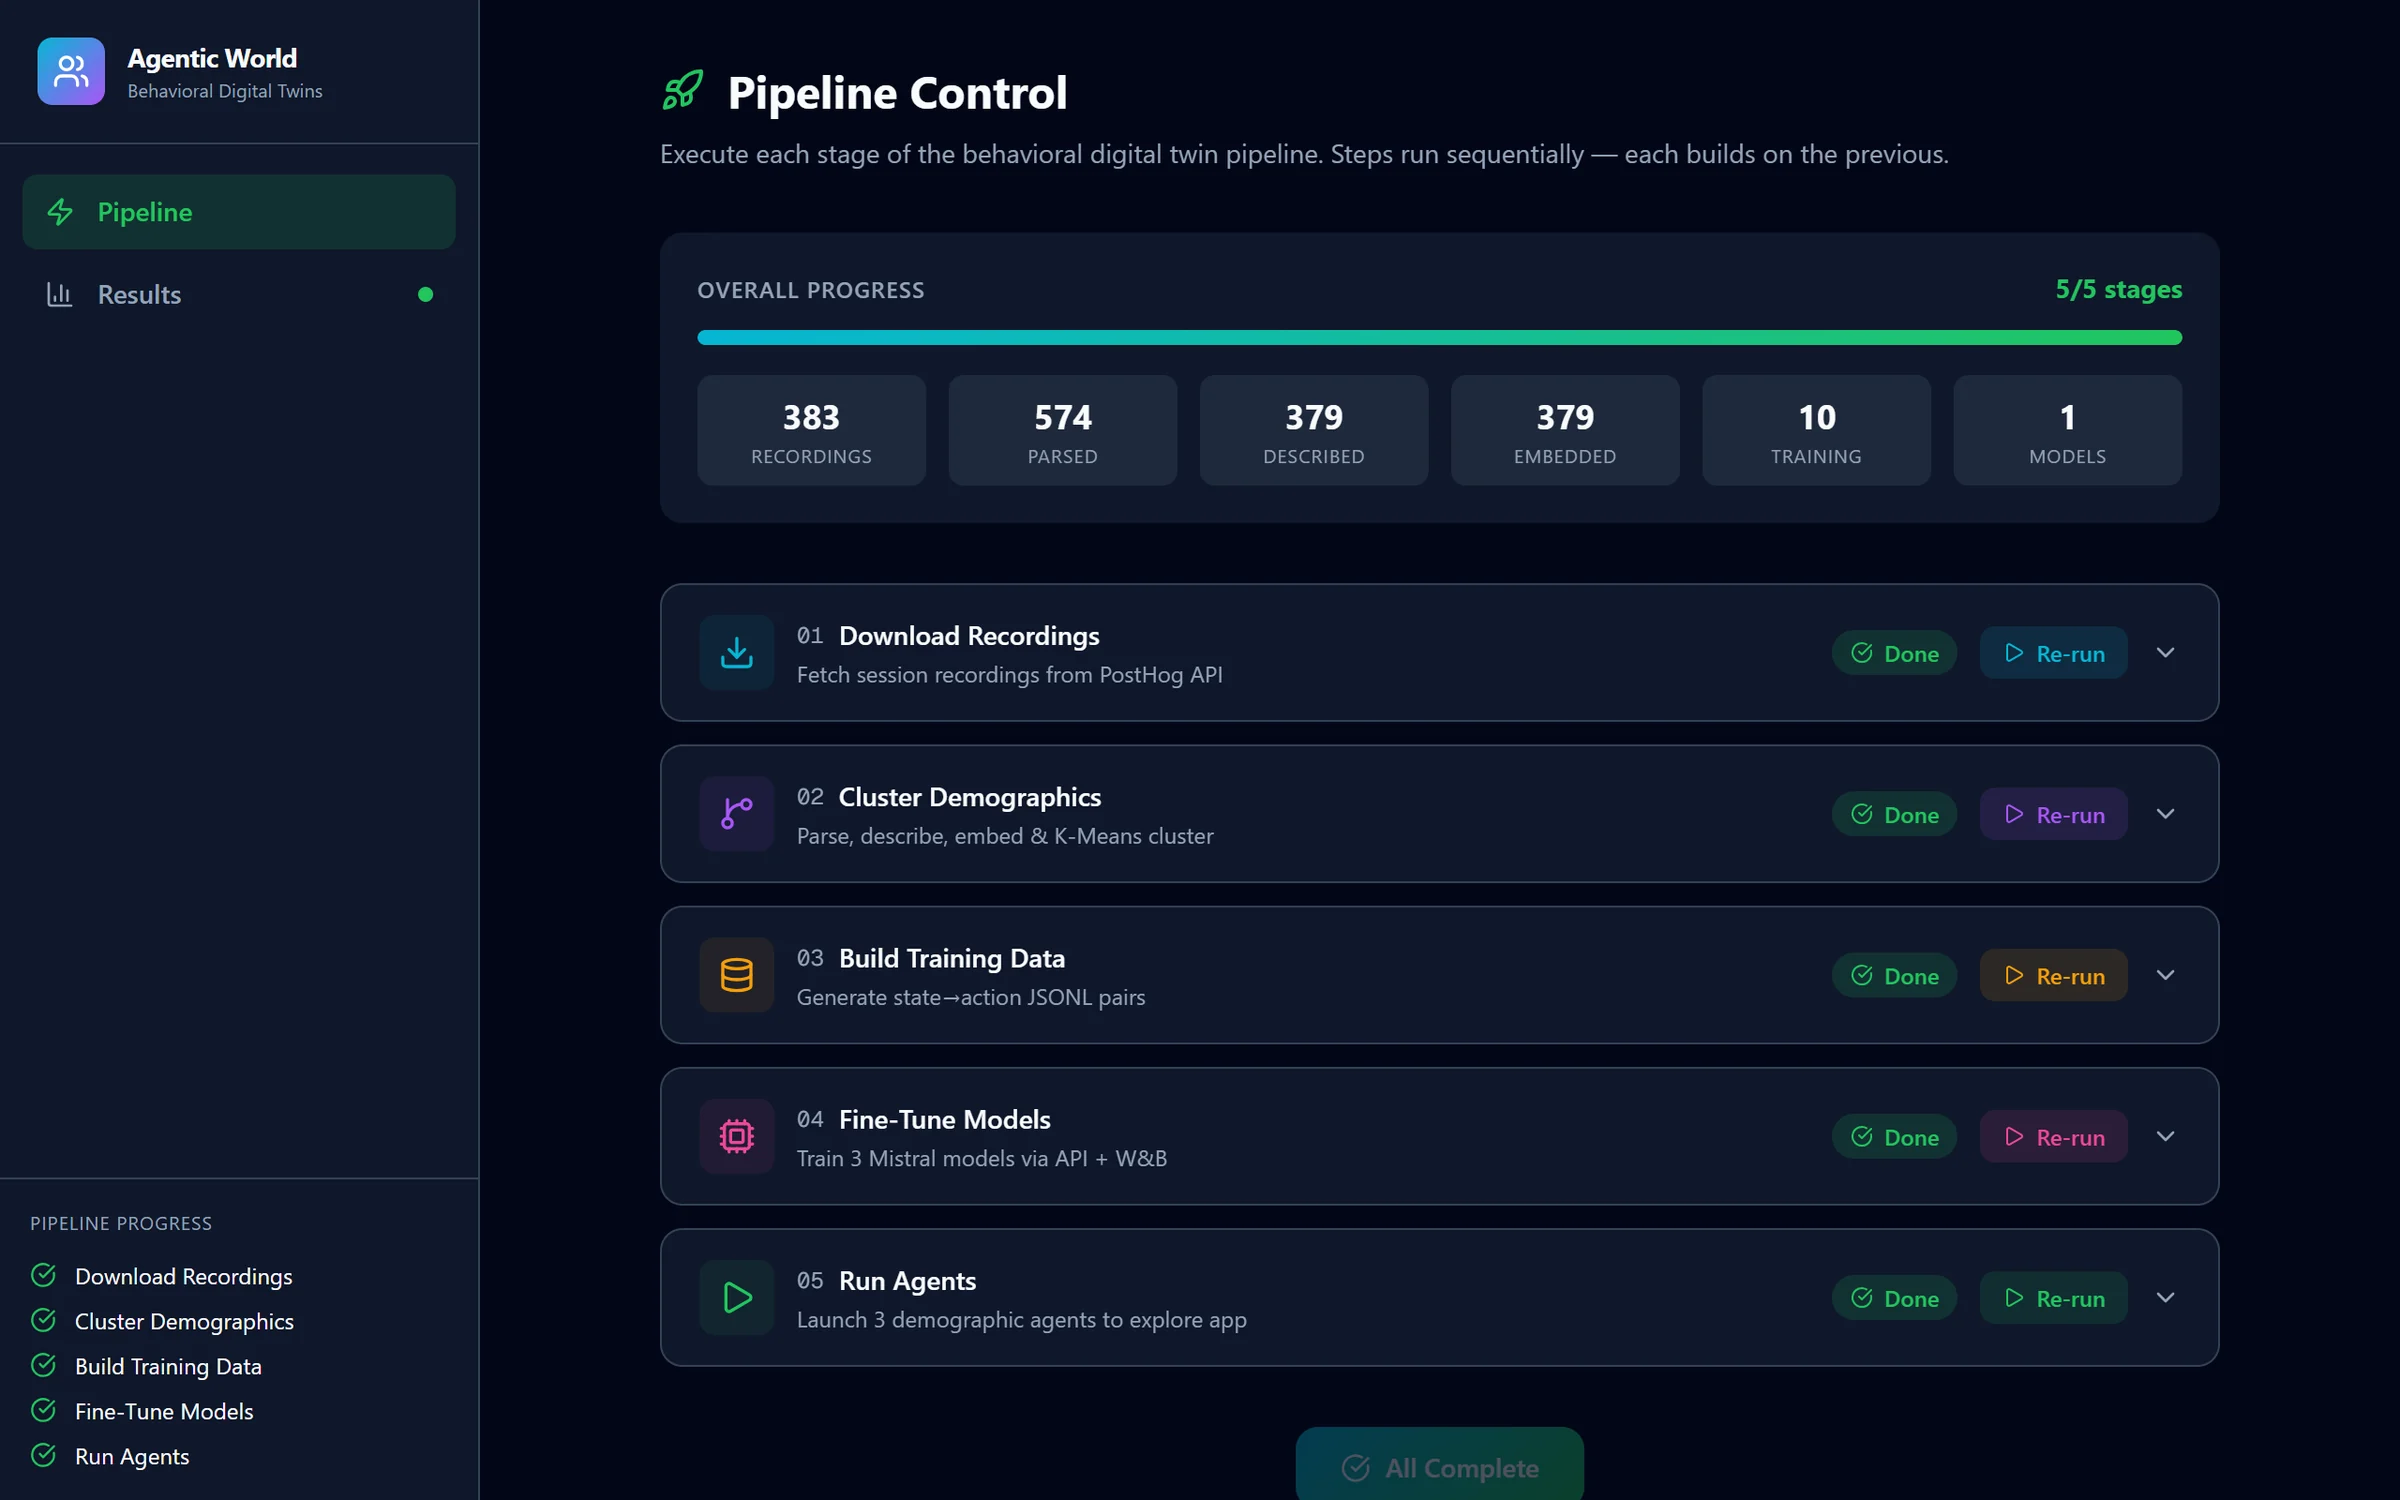 Agentic World
Behavioral Digital Twins
Pipeline
Results
PIPELINE PROGRESS
Download Recordings
Cluster Demographics
Build Training Data
Fine-Tune Models
Run Agents
Pipeline Control
Execute each stage of the behavioral digital twin pipeline. Steps run sequentially — each builds on the previous.
OVERALL PROGRESS
5/5 stages
383
RECORDINGS
574
PARSED
379
DESCRIBED
379
EMBEDDED
10
TRAINING
1
MODELS
01 Download Recordings
Fetch session recordings from PostHog API
Done
Re-run
02 Cluster Demographics
Parse, describe, embed & K-Means cluster
Done
Re-run
03 Build Training Data
Generate state→action JSONL pairs
Done
Re-run
04 Fine-Tune Models
Train 3 Mistral models via API + W&B
Done
Re-run
05 Run Agents
Launch 3 demographic agents to explore app
Done
Re-run
All Complete